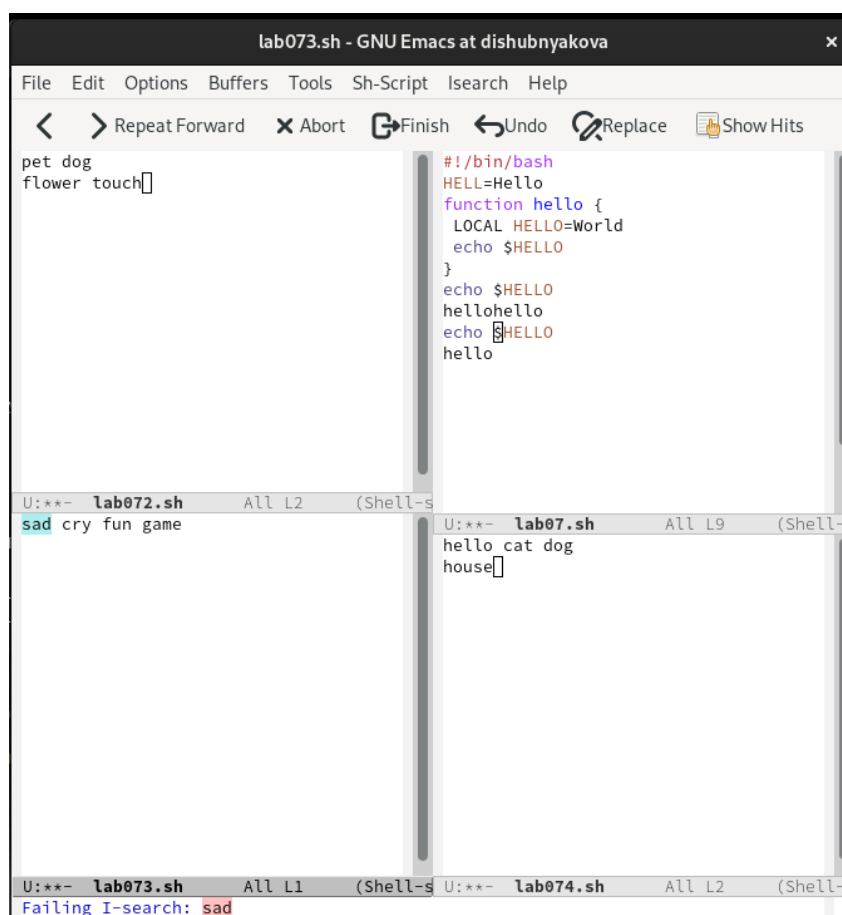 lab073.sh - GNU Emacs at dishubnyakova
File Edit Options Buffers Tools Sh-Script Isearch Help
Repeat Forward Abort Finish Undo Replace Show Hits
pet dog
flower touch
U:**- lab072.sh All L2 (Shell-s
#!/bin/bash
HELL=Hello
function hello {
LOCAL HELLO=World
echo $HELLO
}
echo $HELLO
hellohello
echo $HELLO
hello
U:**- lab07.sh All L9 (Shell-
sad cry fun game
U:**- lab073.sh All L1 (Shell-s
hello cat dog
house
U:**- lab074.sh All L2 (Shell-
Failing I-search: sad